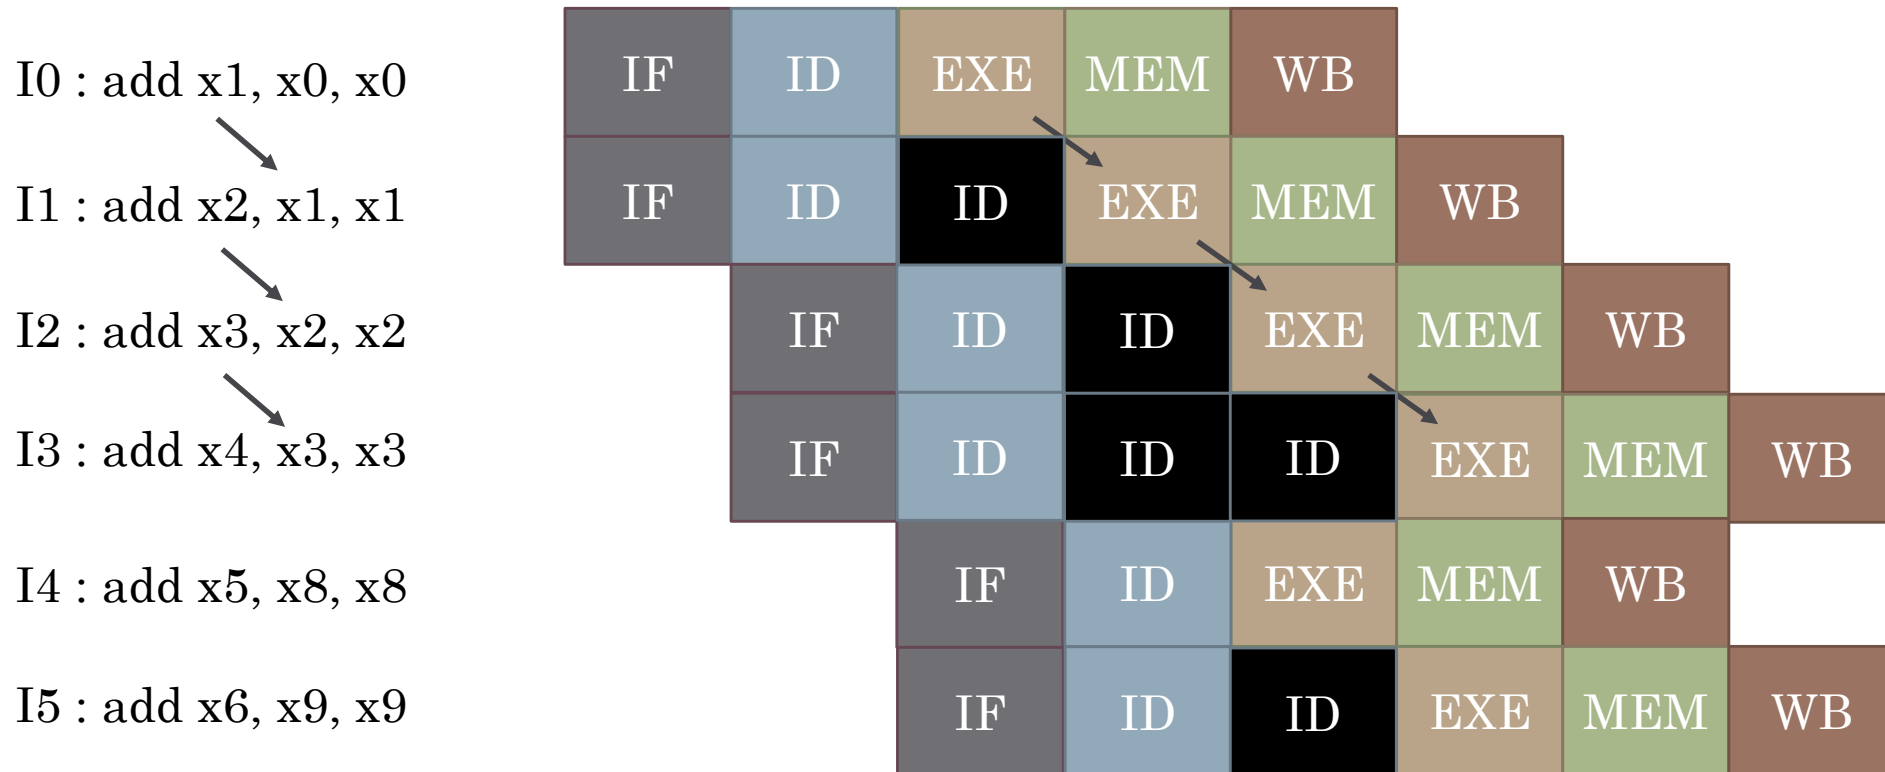 I0 : add x1, x0, x0 IF ID EXE MEM WB
I1 : add x2, x1, x1 IF ID ID EXE MEM WB
I2 : add x3, x2, x2 IF ID ID EXE MEM WB
I3 : add x4, x3, x3 IF ID ID ID EXE MEM WB
I4 : add x5, x8, x8 IF ID EXE MEM WB
I5 : add x6, x9, x9 IF ID ID EXE MEM WB